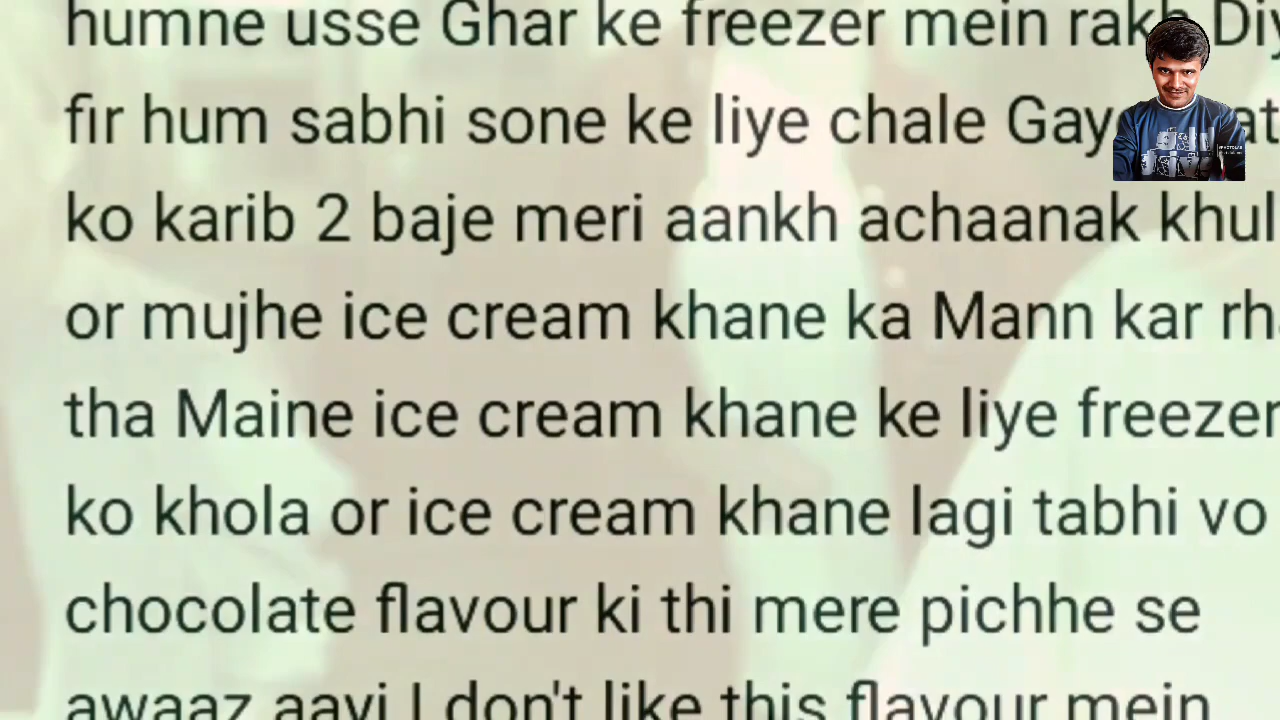 humne usse Ghar ke freezer mein rakh
fir hum sabhi sone ke liye chale
ko karib 2 baje meri aankh achaanak
or mujhe ice cream khane ka Mann kar
tha Maine ice cream khane ke liye freezer
ko khola or ice cream khane lagi tabhi vo
chocolate flavour ki thi mere pichhe se
awaaz aayi I don't like this flavour mein